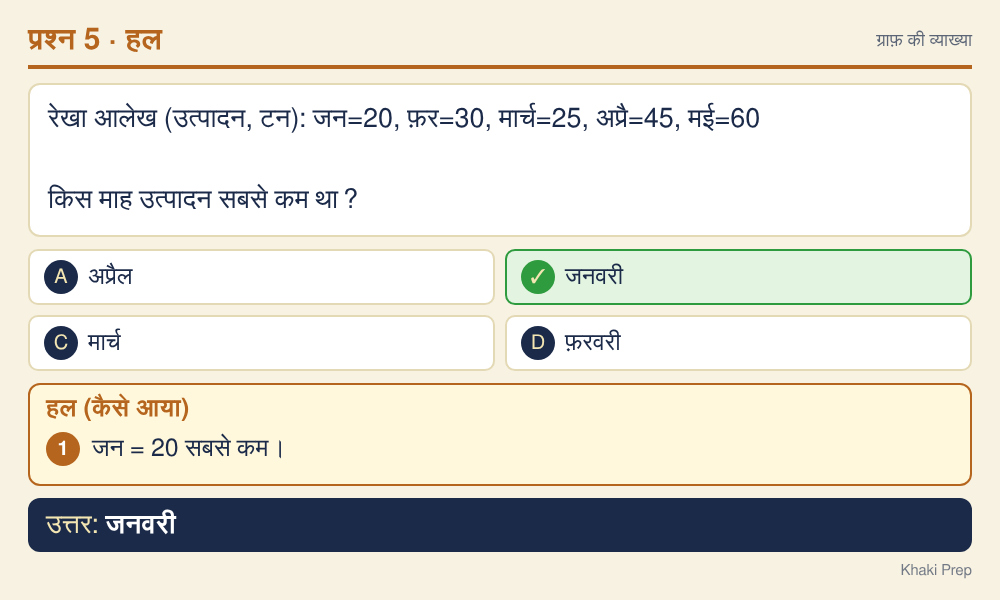 प्रश्न 5 · हल
ग्राफ़ की व्याख्या
रेखा आलेख (उत्पादन, टन): जन=20, फ़र=30, मार्च=25, अप्रै=45, मई=60
किस माह उत्पादन सबसे कम था ?
A अप्रैल
✓ जनवरी
C मार्च
D फ़रवरी
हल (कैसे आया)
1 जन = 20 सबसे कम।
उत्तर: जनवरी
Khaki Prep